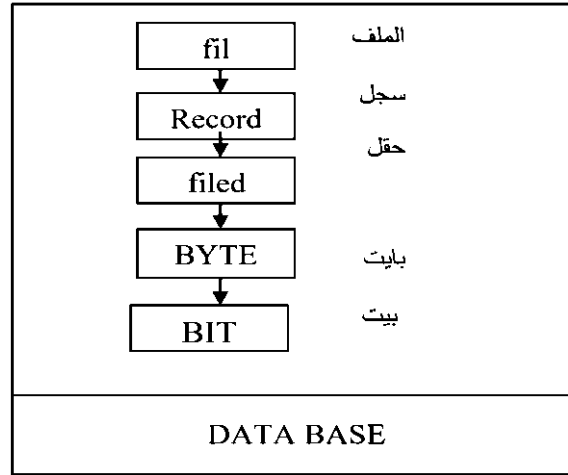 fil
الملف
Record
سجل
حقل
filed
BYTE
بايت
BIT
بيت
DATA BASE